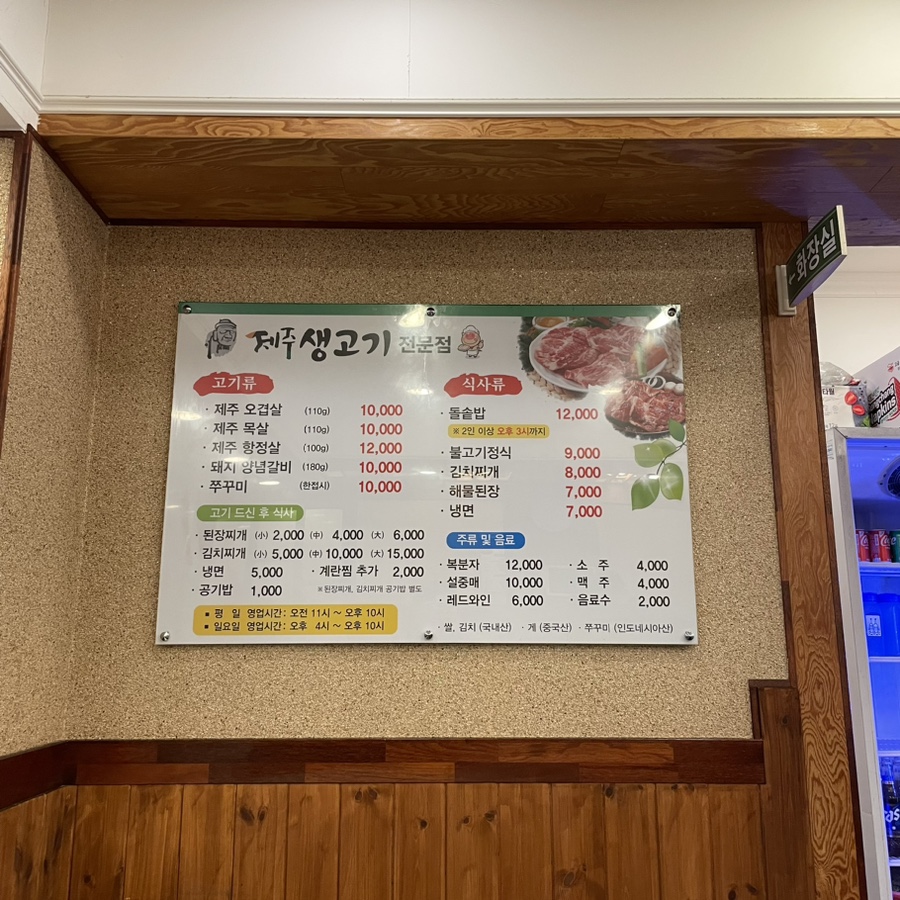 제주 생고기 전문점
고기류
· 제주 오겹살 (110g) 10,000
· 제주 목살 (110g) 10,000
· 제주 항정살 (100g) 12,000
· 돼지 양념갈비 (180g) 10,000
· 쭈꾸미 (한접시) 10,000
고기 드신 후 식사
· 된장찌개 (小) 2,000 (中) 4,000 (大) 6,000
· 김치찌개 (小) 5,000 (中) 10,000 (大) 15,000
· 냉면 5,000 · 계란찜 추가 2,000
· 공기밥 1,000 ※ 된장찌개, 김치찌개 공기밥 별도
▪ 평 일 영업시간 : 오전 11시 ~ 오후 10시
▪ 일요일 영업시간 : 오후 4시 ~ 오후 10시
식사류
· 돌솥밥 12,000
※ 2인 이상 오후 3시까지
· 불고기정식 9,000
· 김치찌개 8,000
· 해물된장 7,000
· 냉면 7,000
주류 및 음료
· 복분자 12,000 · 소 주 4,000
· 설중매 10,000 · 맥 주 4,000
· 레드와인 6,000 · 음료수 2,000
· 쌀, 김치 (국내산) · 게 (중국산) · 쭈꾸미 (인도네시아산)
← 화장실